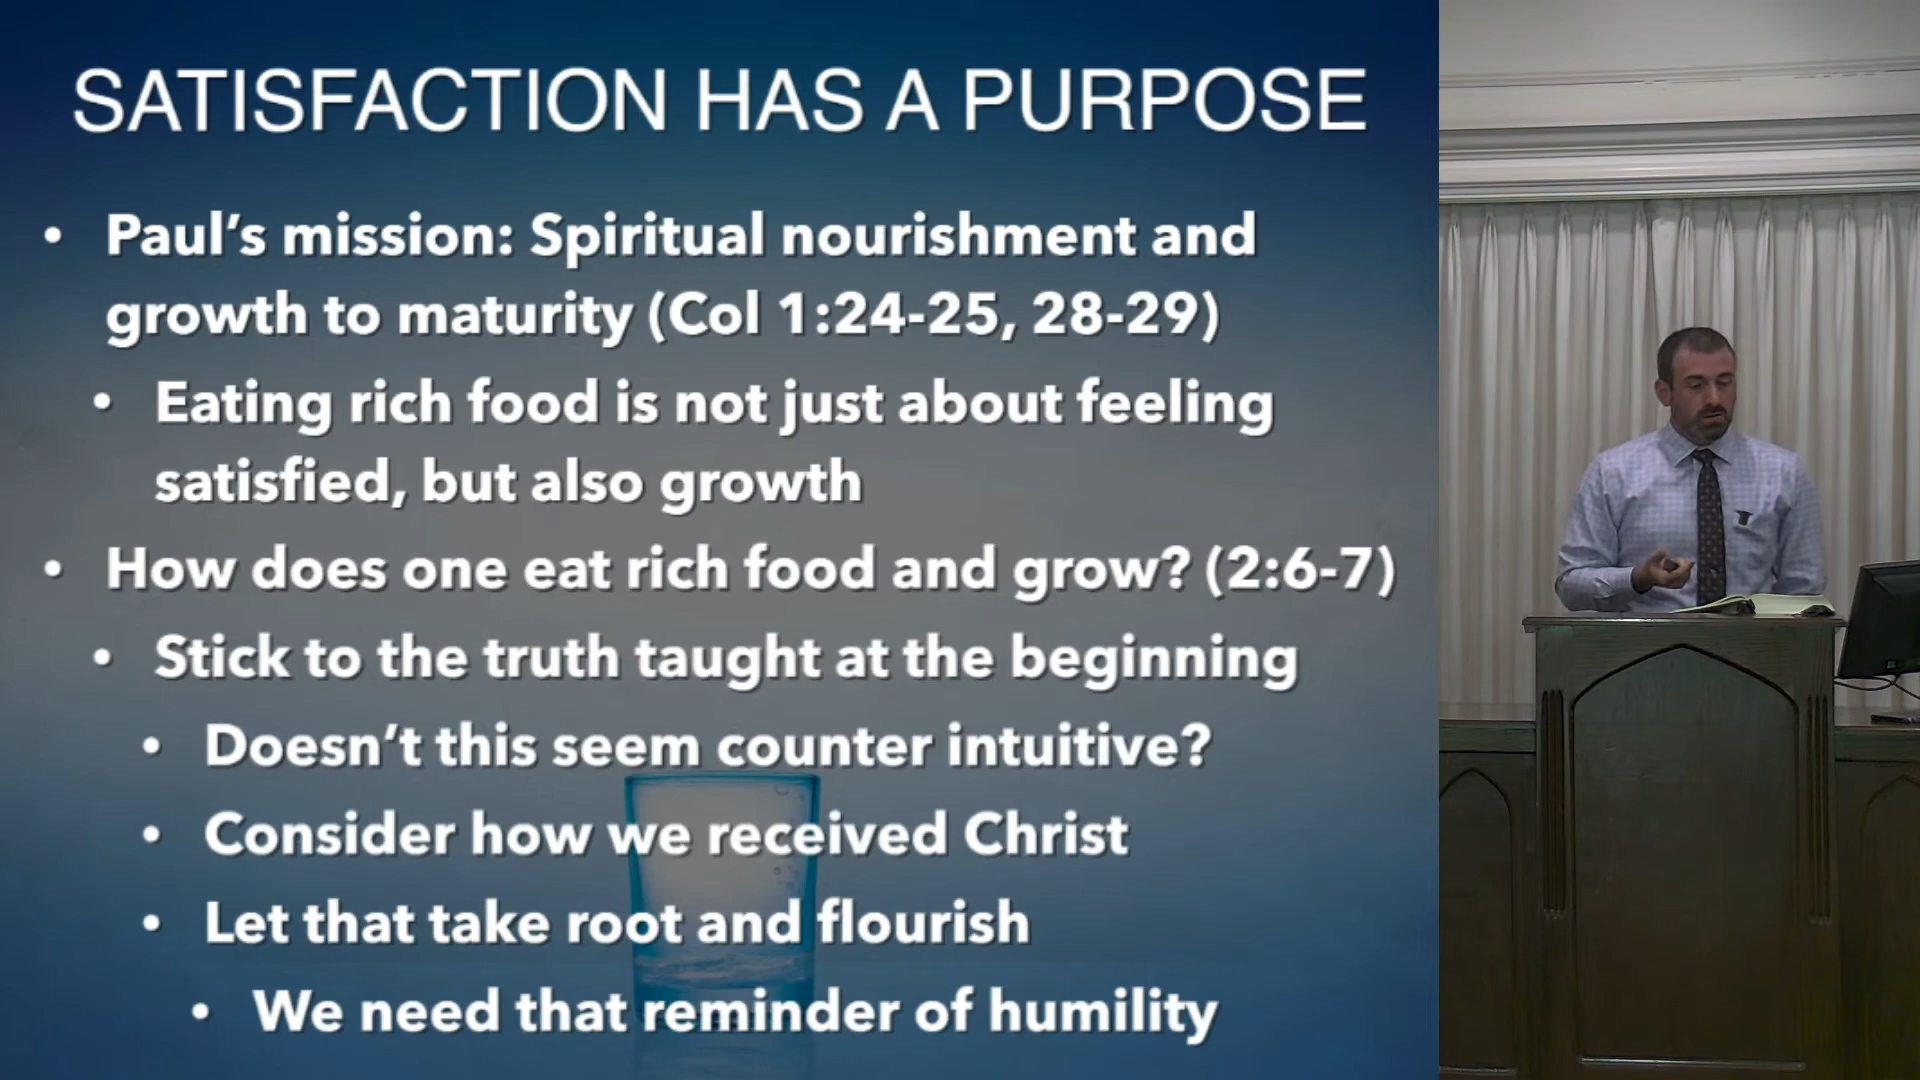 SATISFACTION HAS A PURPOSE
• Paul’s mission: Spiritual nourishment and
growth to maturity (Col 1:24-25, 28-29)
• Eating rich food is not just about feeling
satisfied, but also growth
• How does one eat rich food and grow? (2:6-7)
• Stick to the truth taught at the beginning
• Doesn’t this seem counter intuitive?
• Consider how we received Christ
• Let that take root and flourish
• We need that reminder of humility